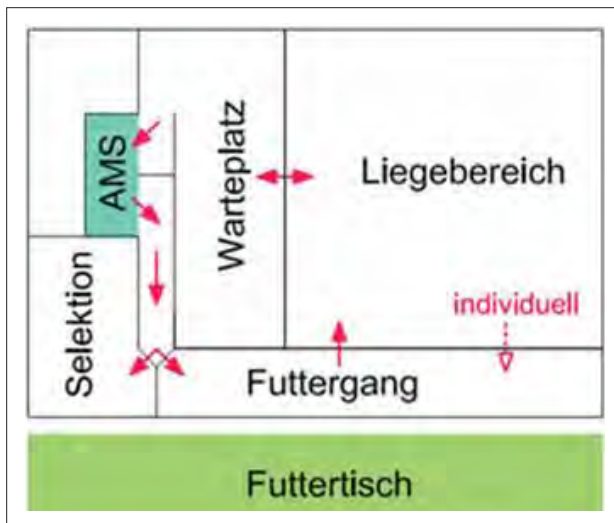 AMS
Warteplatz
Liegebereich
Selektion
individuell
Futtergang
Futtertisch